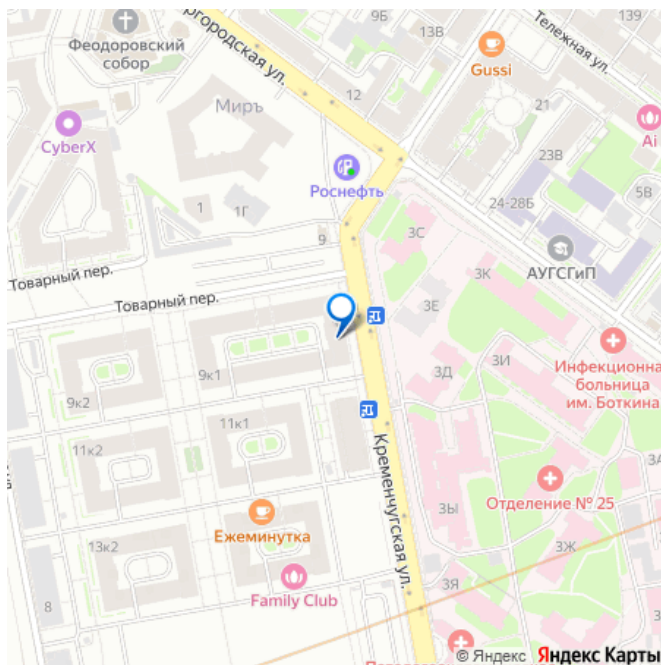 Феодоровский
собор
ргородская ул.
9Б
13В
139
Тележная ул.
Gussi
12
Миръ
CyberX
21
Ai
Роснефть
23В
5В
1
1Г
24-28Б
9
3С
АУГСГиП
Товарный пер.
3К
Товарный пер.
3Е
Инфекционна
больница
им. Боткина
3И
3Д
9к1
9к2
11к1
11к2
Кременчугская ул.
3А
Отделение № 25
3Ы
Ежеминутка
13к2
3Ж
3Я
Family Club
8
© Яндекс Яндекс Карты